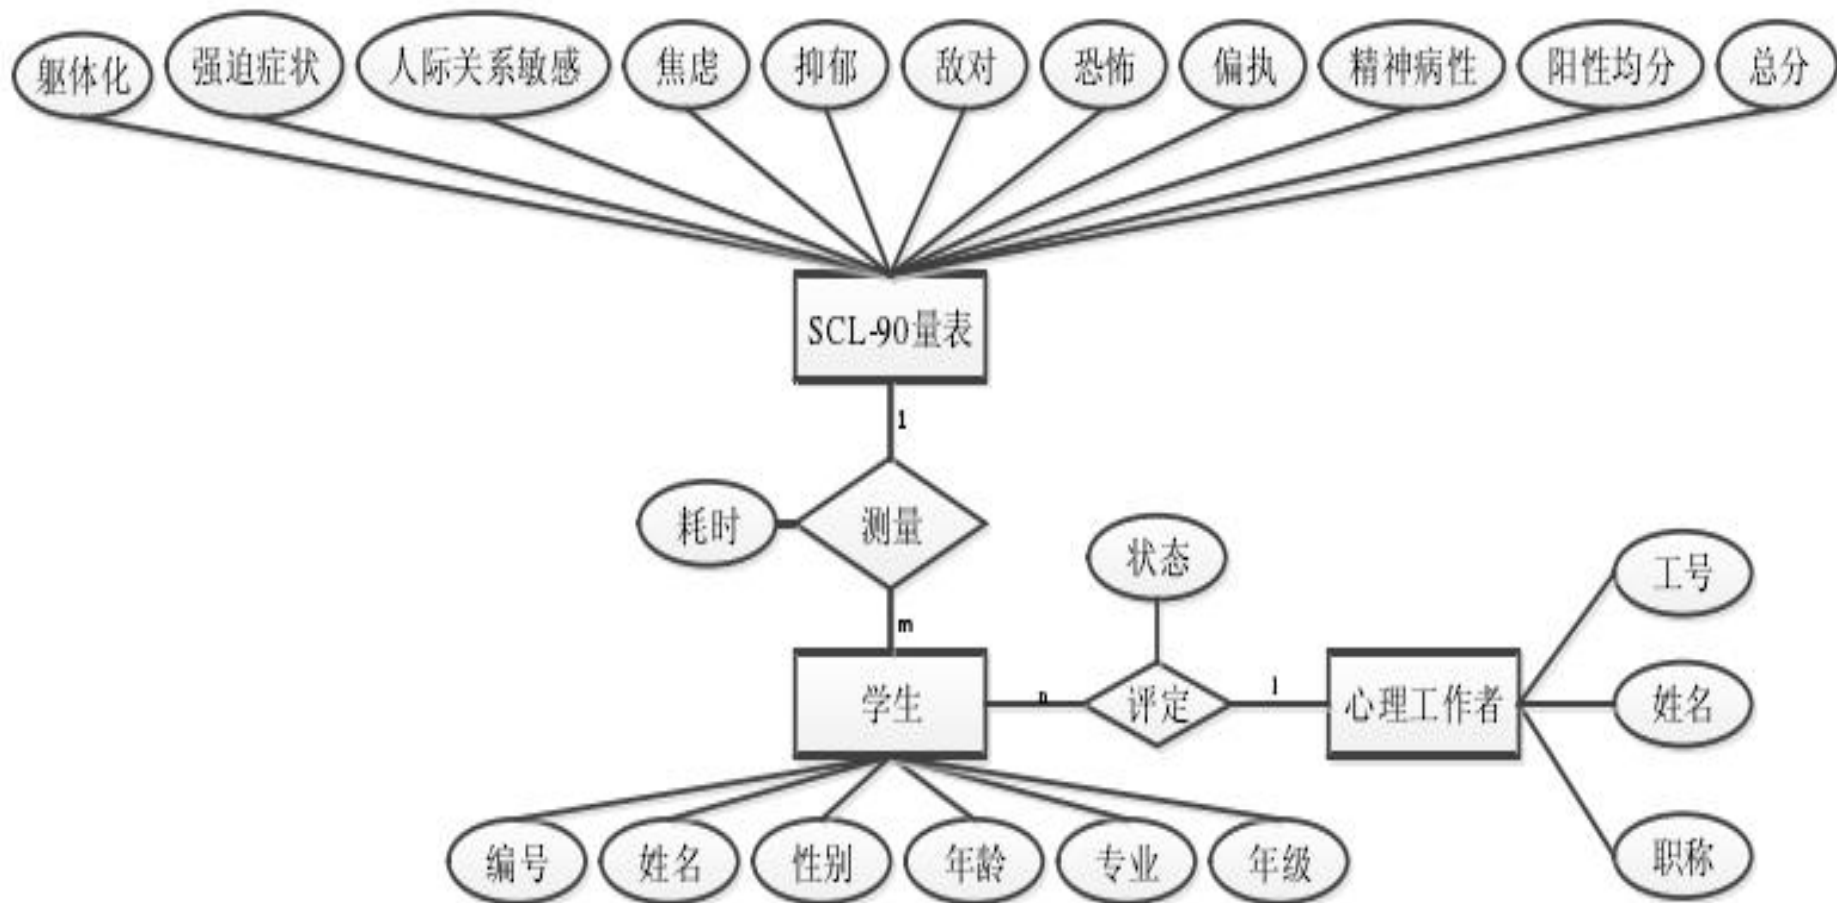 躯体化
强迫症状
人际关系敏感
焦虑
抑郁
敌对
恐怖
偏执
精神病性
阳性均分
总分
SCL-90量表
1
耗时
测量
m
状态
学生
n
评定
1
心理工作者
工号
姓名
职称
编号
姓名
性别
年龄
专业
年级